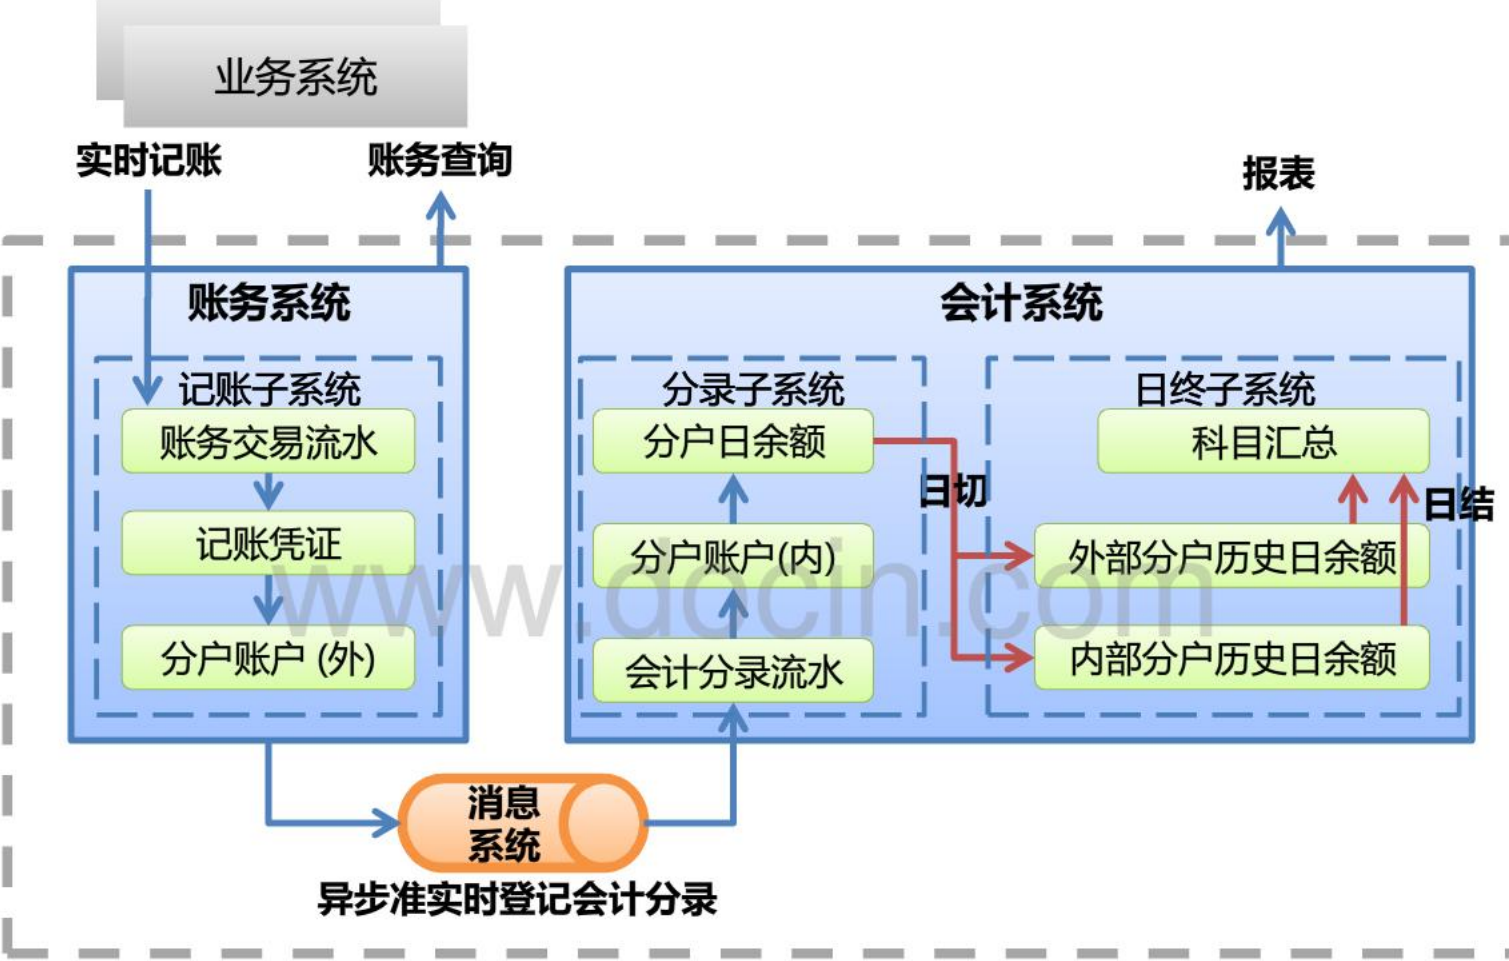 业务系统
实时记账
账务查询
报表
账务系统
记账子系统
账务交易流水
记账凭证
分户账户 (外)
会计系统
分录子系统
分户日余额
分户账户(内)
会计分录流水
日切
日终子系统
科目汇总
日结
外部分户历史日余额
内部分户历史日余额
消息
系统
异步准实时登记会计分录
www.docin.com